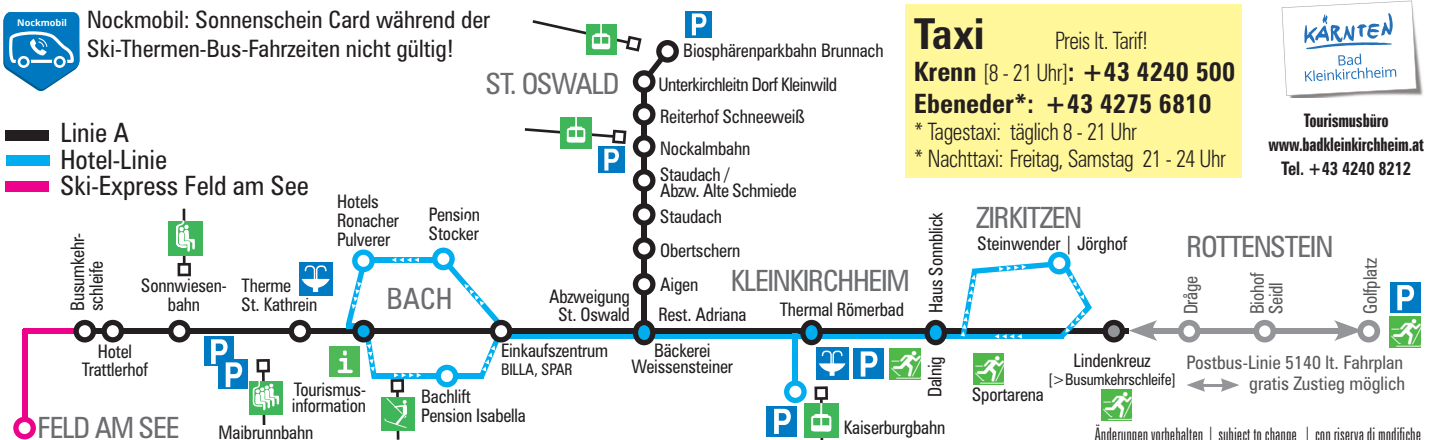 Nockmobil
Nockmobil: Sonnenschein Card während der
Ski-Thermen-Bus-Fahrzeiten nicht gültig!
Linie A
Hotel-Linie
Ski-Express Feld am See
P
Biosphärenparkbahn Brunnach
ST. OSWALD
Unterkirchleitn Dorf Kleinwild
Reiterhof Schneeweiß
Nockalmbahn
P
Staudach /
Abzw. Alte Schmiede
Staudach
Obertschern
Aigen
Taxi Preis lt. Tarif!
Krenn [8 - 21 Uhr]: +43 4240 500
Ebeneder*: +43 4275 6810
* Tagestaxi: täglich 8 - 21 Uhr
* Nachttaxi: Freitag, Samstag 21 - 24 Uhr
KÄRNTEN
Bad
Kleinkirchheim
Tourismusbüro
www.badkleinkirchheim.at
Tel. +43 4240 8212
Busumkehr-
schleife
Hotel
Trattlerhof
Sonnwiesen-
bahn
Therme
St. Kathrein
Hotels
Ronacher
Pulverer
Pension
Stocker
BACH
P
P
Maibrunnbahn
i
Tourismus-
information
Bachlift
Pension Isabella
Einkaufszentrum
BILLA, SPAR
Abzweigung
St. Oswald
Rest. Adriana
Bäckerei
Weissensteiner
KLEINKIRCHHEIM
Thermal Römerbad
P
P
Kaiserburgbahn
Haus Sonnblick
Dalnig
ZIRKITZEN
Steinwender | Jörghof
Sportarena
Lindenkreuz
[>Busumkehrschleife]
ROTTENSTEIN
Dråge
Biohof
Seidl
Golfplatz
P
Postbus-Linie 5140 lt. Fahrplan
gratis Zustieg möglich
FELD AM SEE
Änderungen vorbehalten | subject to change | con riserva di modifiche